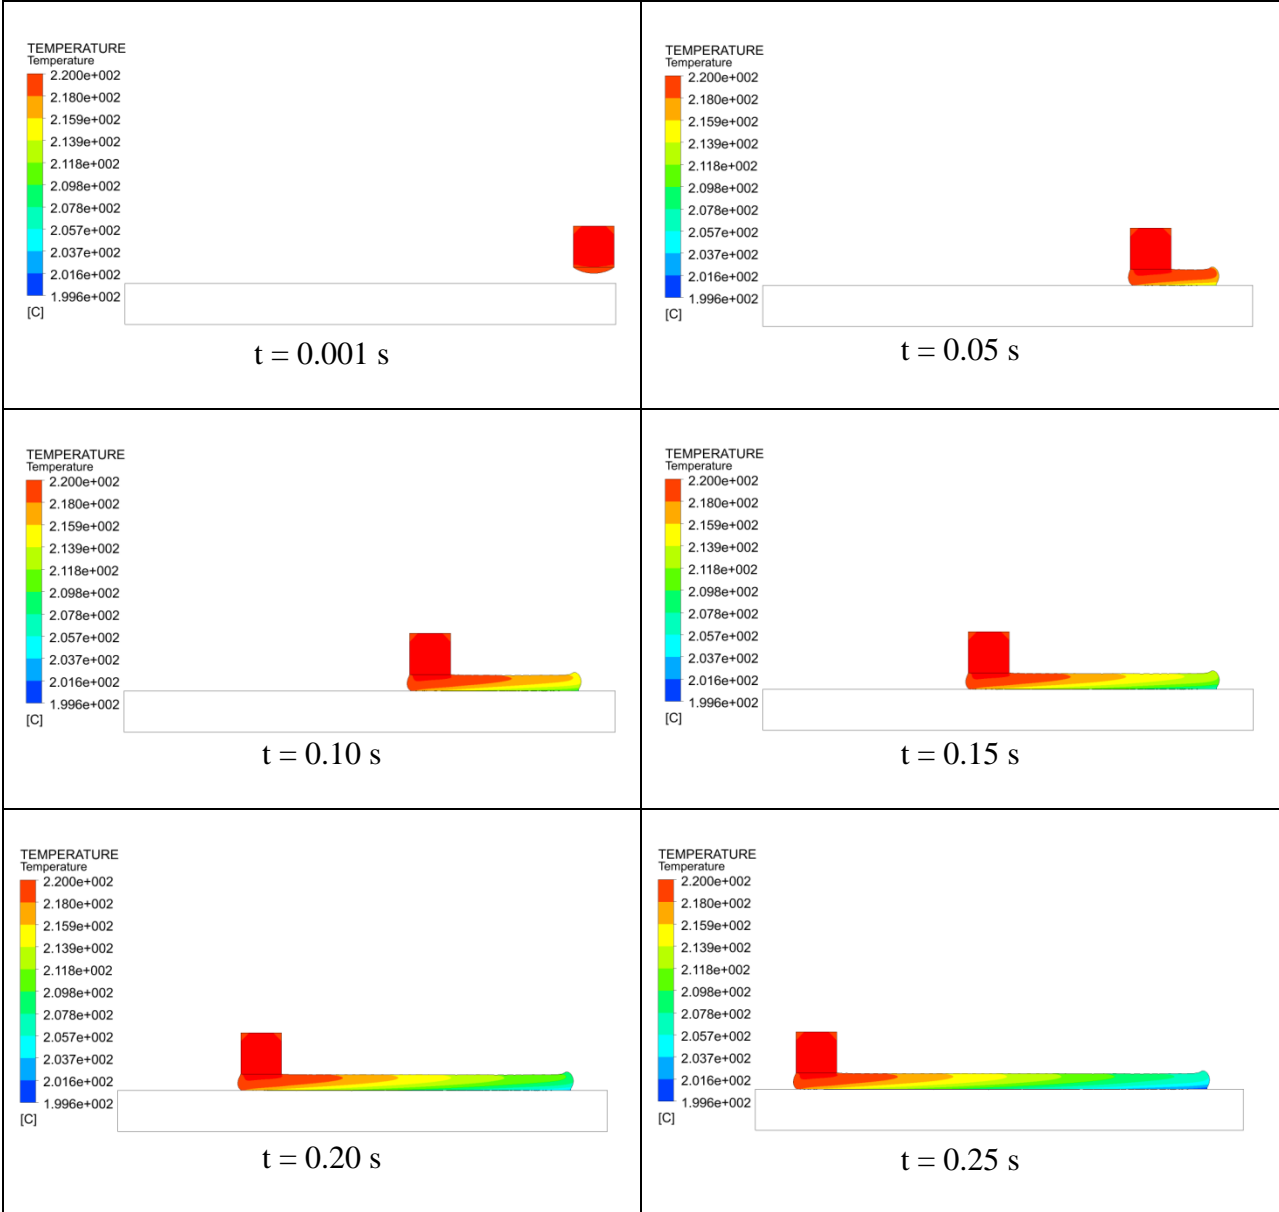 TEMPERATURE
Temperature
2.200e+002
2.180e+002
2.159e+002
2.139e+002
2.118e+002
2.098e+002
2.078e+002
2.057e+002
2.037e+002
2.016e+002
1.996e+002
[C]
t = 0.001 s
TEMPERATURE
Temperature
2.200e+002
2.180e+002
2.159e+002
2.139e+002
2.118e+002
2.098e+002
2.078e+002
2.057e+002
2.037e+002
2.016e+002
1.996e+002
[C]
t = 0.05 s
TEMPERATURE
Temperature
2.200e+002
2.180e+002
2.159e+002
2.139e+002
2.118e+002
2.098e+002
2.078e+002
2.057e+002
2.037e+002
2.016e+002
1.996e+002
[C]
t = 0.10 s
TEMPERATURE
Temperature
2.200e+002
2.180e+002
2.159e+002
2.139e+002
2.118e+002
2.098e+002
2.078e+002
2.057e+002
2.037e+002
2.016e+002
1.996e+002
[C]
t = 0.15 s
TEMPERATURE
Temperature
2.200e+002
2.180e+002
2.159e+002
2.139e+002
2.118e+002
2.098e+002
2.078e+002
2.057e+002
2.037e+002
2.016e+002
1.996e+002
[C]
t = 0.20 s
TEMPERATURE
Temperature
2.200e+002
2.180e+002
2.159e+002
2.139e+002
2.118e+002
2.098e+002
2.078e+002
2.057e+002
2.037e+002
2.016e+002
1.996e+002
[C]
t = 0.25 s